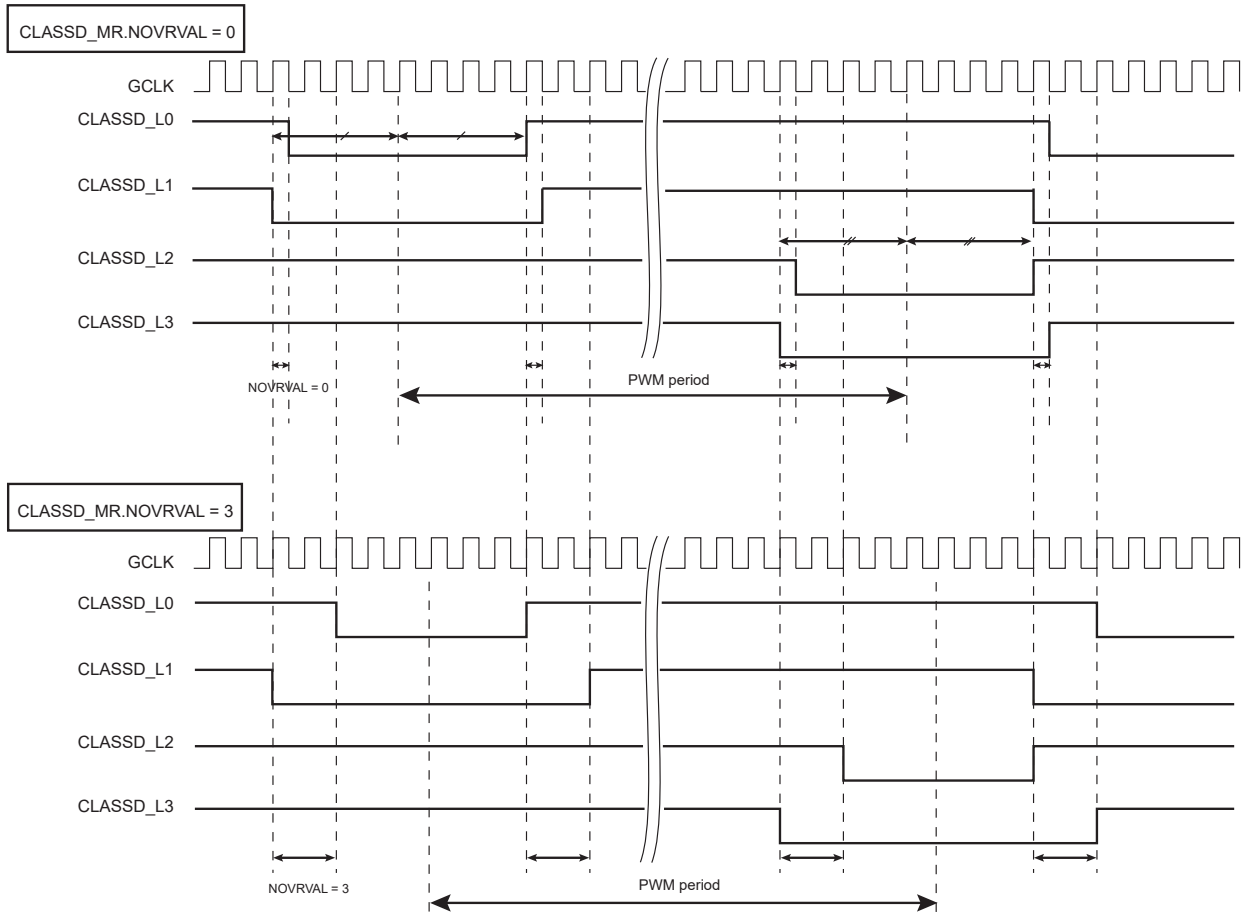 CLASSD_MR.NOVRVAL = 0
GCLK
CLASSD_L0
CLASSD_L1
CLASSD_L2
CLASSD_L3
NOVRVAL = 0
PWM period
CLASSD_MR.NOVRVAL = 3
GCLK
CLASSD_L0
CLASSD_L1
CLASSD_L2
CLASSD_L3
NOVRVAL = 3
PWM period